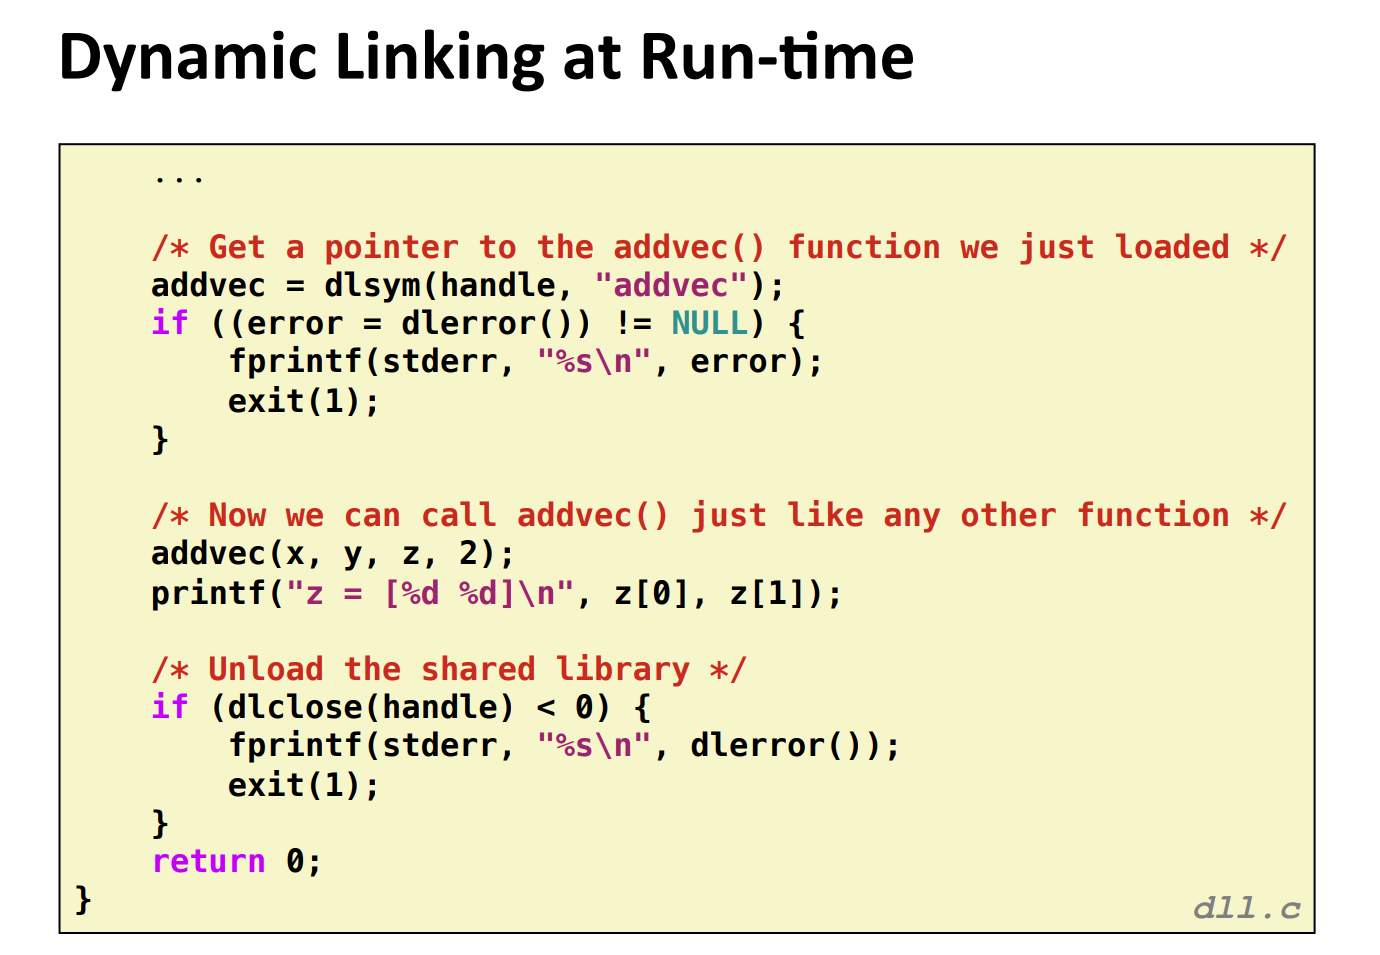 Dynamic Linking at Run-time
...
/* Get a pointer to the addvec() function we just loaded */
addvec = dlsym(handle, "addvec");
if ((error = dlerror()) != NULL) {
fprintf(stderr, "%s\n", error);
exit(1);
}
/* Now we can call addvec() just like any other function */
addvec(x, y, z, 2);
printf("z = [%d %d]\n", z[0], z[1]);
/* Unload the shared library */
if (dlclose(handle) < 0) {
fprintf(stderr, "%s\n", dlerror());
exit(1);
}
return 0;
}
dll.c